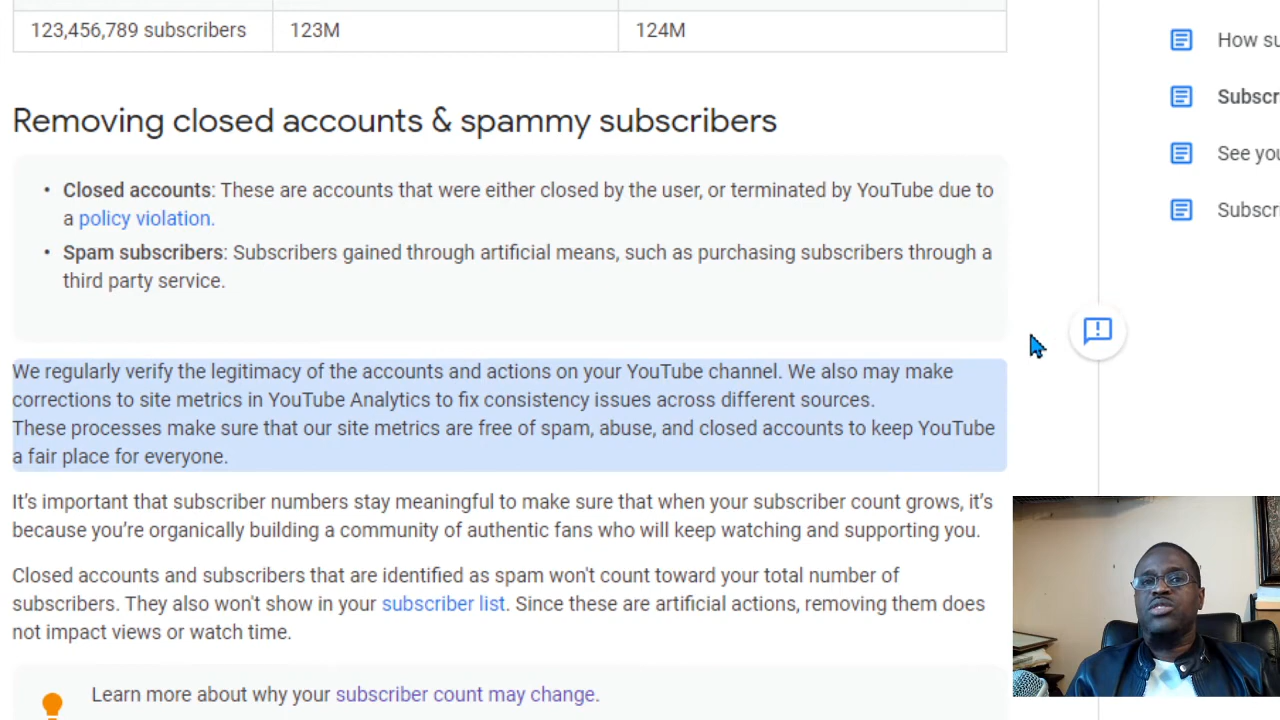 123,456,789 subscribers 123M 124M
How su
Subscr
See you
Subscri
Removing closed accounts & spammy subscribers
• Closed accounts: These are accounts that were either closed by the user, or terminated by YouTube due to
a policy violation.
• Spam subscribers: Subscribers gained through artificial means, such as purchasing subscribers through a
third party service.
We regularly verify the legitimacy of the accounts and actions on your YouTube channel. We also may make
corrections to site metrics in YouTube Analytics to fix consistency issues across different sources.
These processes make sure that our site metrics are free of spam, abuse, and closed accounts to keep YouTube
a fair place for everyone.
It’s important that subscriber numbers stay meaningful to make sure that when your subscriber count grows, it’s
because you’re organically building a community of authentic fans who will keep watching and supporting you.
Closed accounts and subscribers that are identified as spam won't count toward your total number of
subscribers. They also won't show in your subscriber list. Since these are artificial actions, removing them does
not impact views or watch time.
Learn more about why your subscriber count may change.